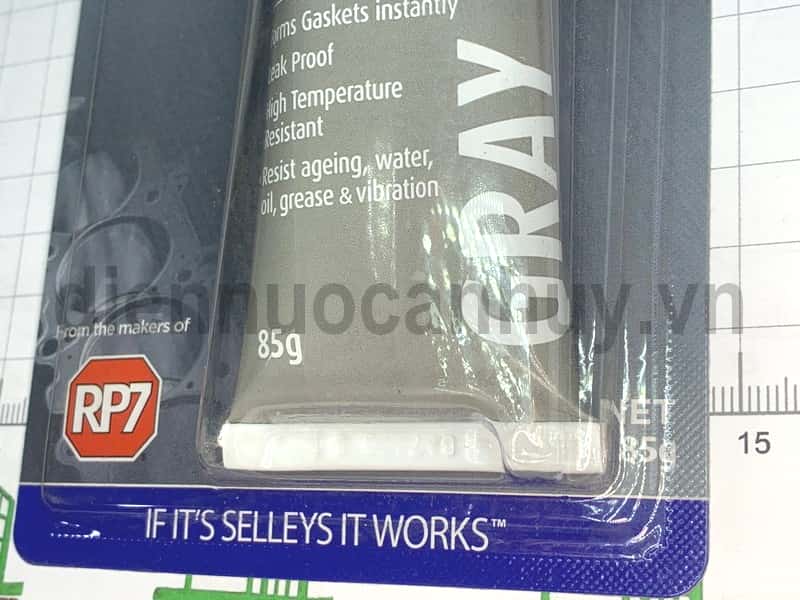 Forms Gaskets instantly
Leak Proof
High Temperature
Resistant
Resist ageing, water,
oil, grease & vibration
GRAY
diennuocanhuy.vn
From the makers of
RP7
85g
NET
85g
15
IF IT'S SELLEYS IT WORKS™